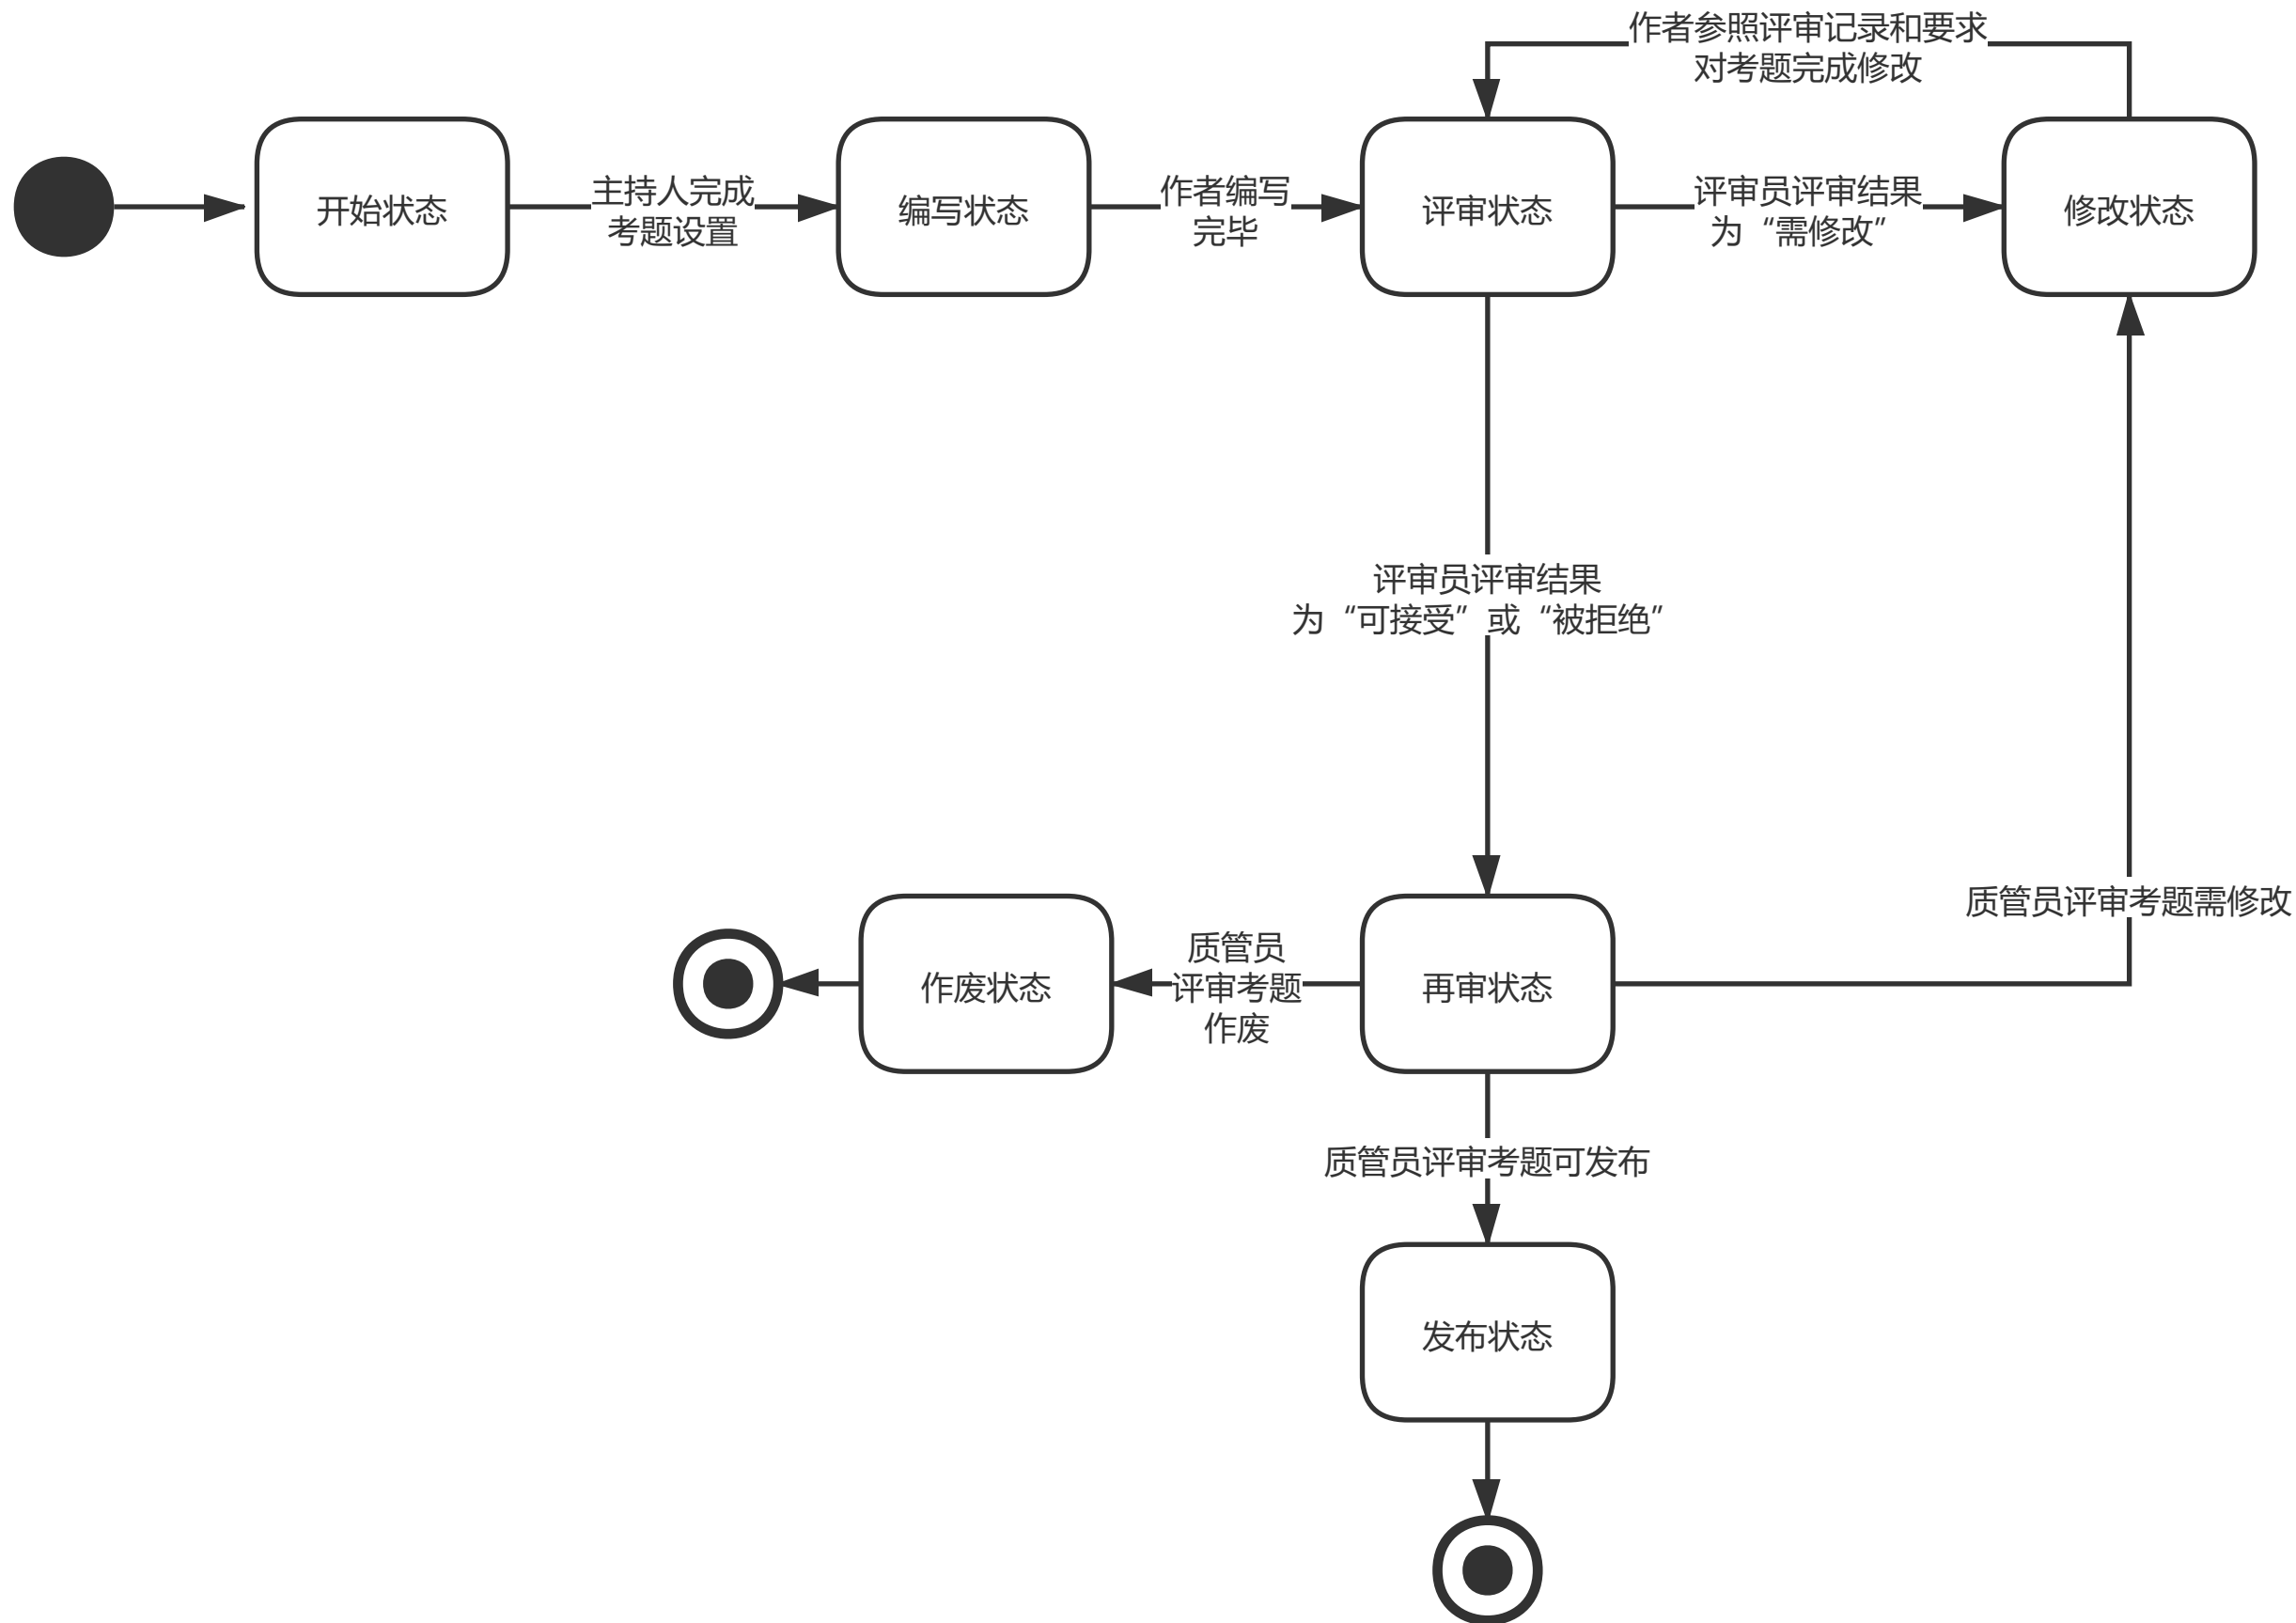 作者参照评审记录和要求
对考题完成修改
开始状态
主持人完成
考题设置
编写状态
作者编写
完毕
评审状态
评审员评审结果
为“需修改”
修改状态
评审员评审结果
为“可接受”或“被拒绝”
质管员评审考题需修改
作废状态
质管员
评审考题
作废
再审状态
质管员评审考题可发布
发布状态